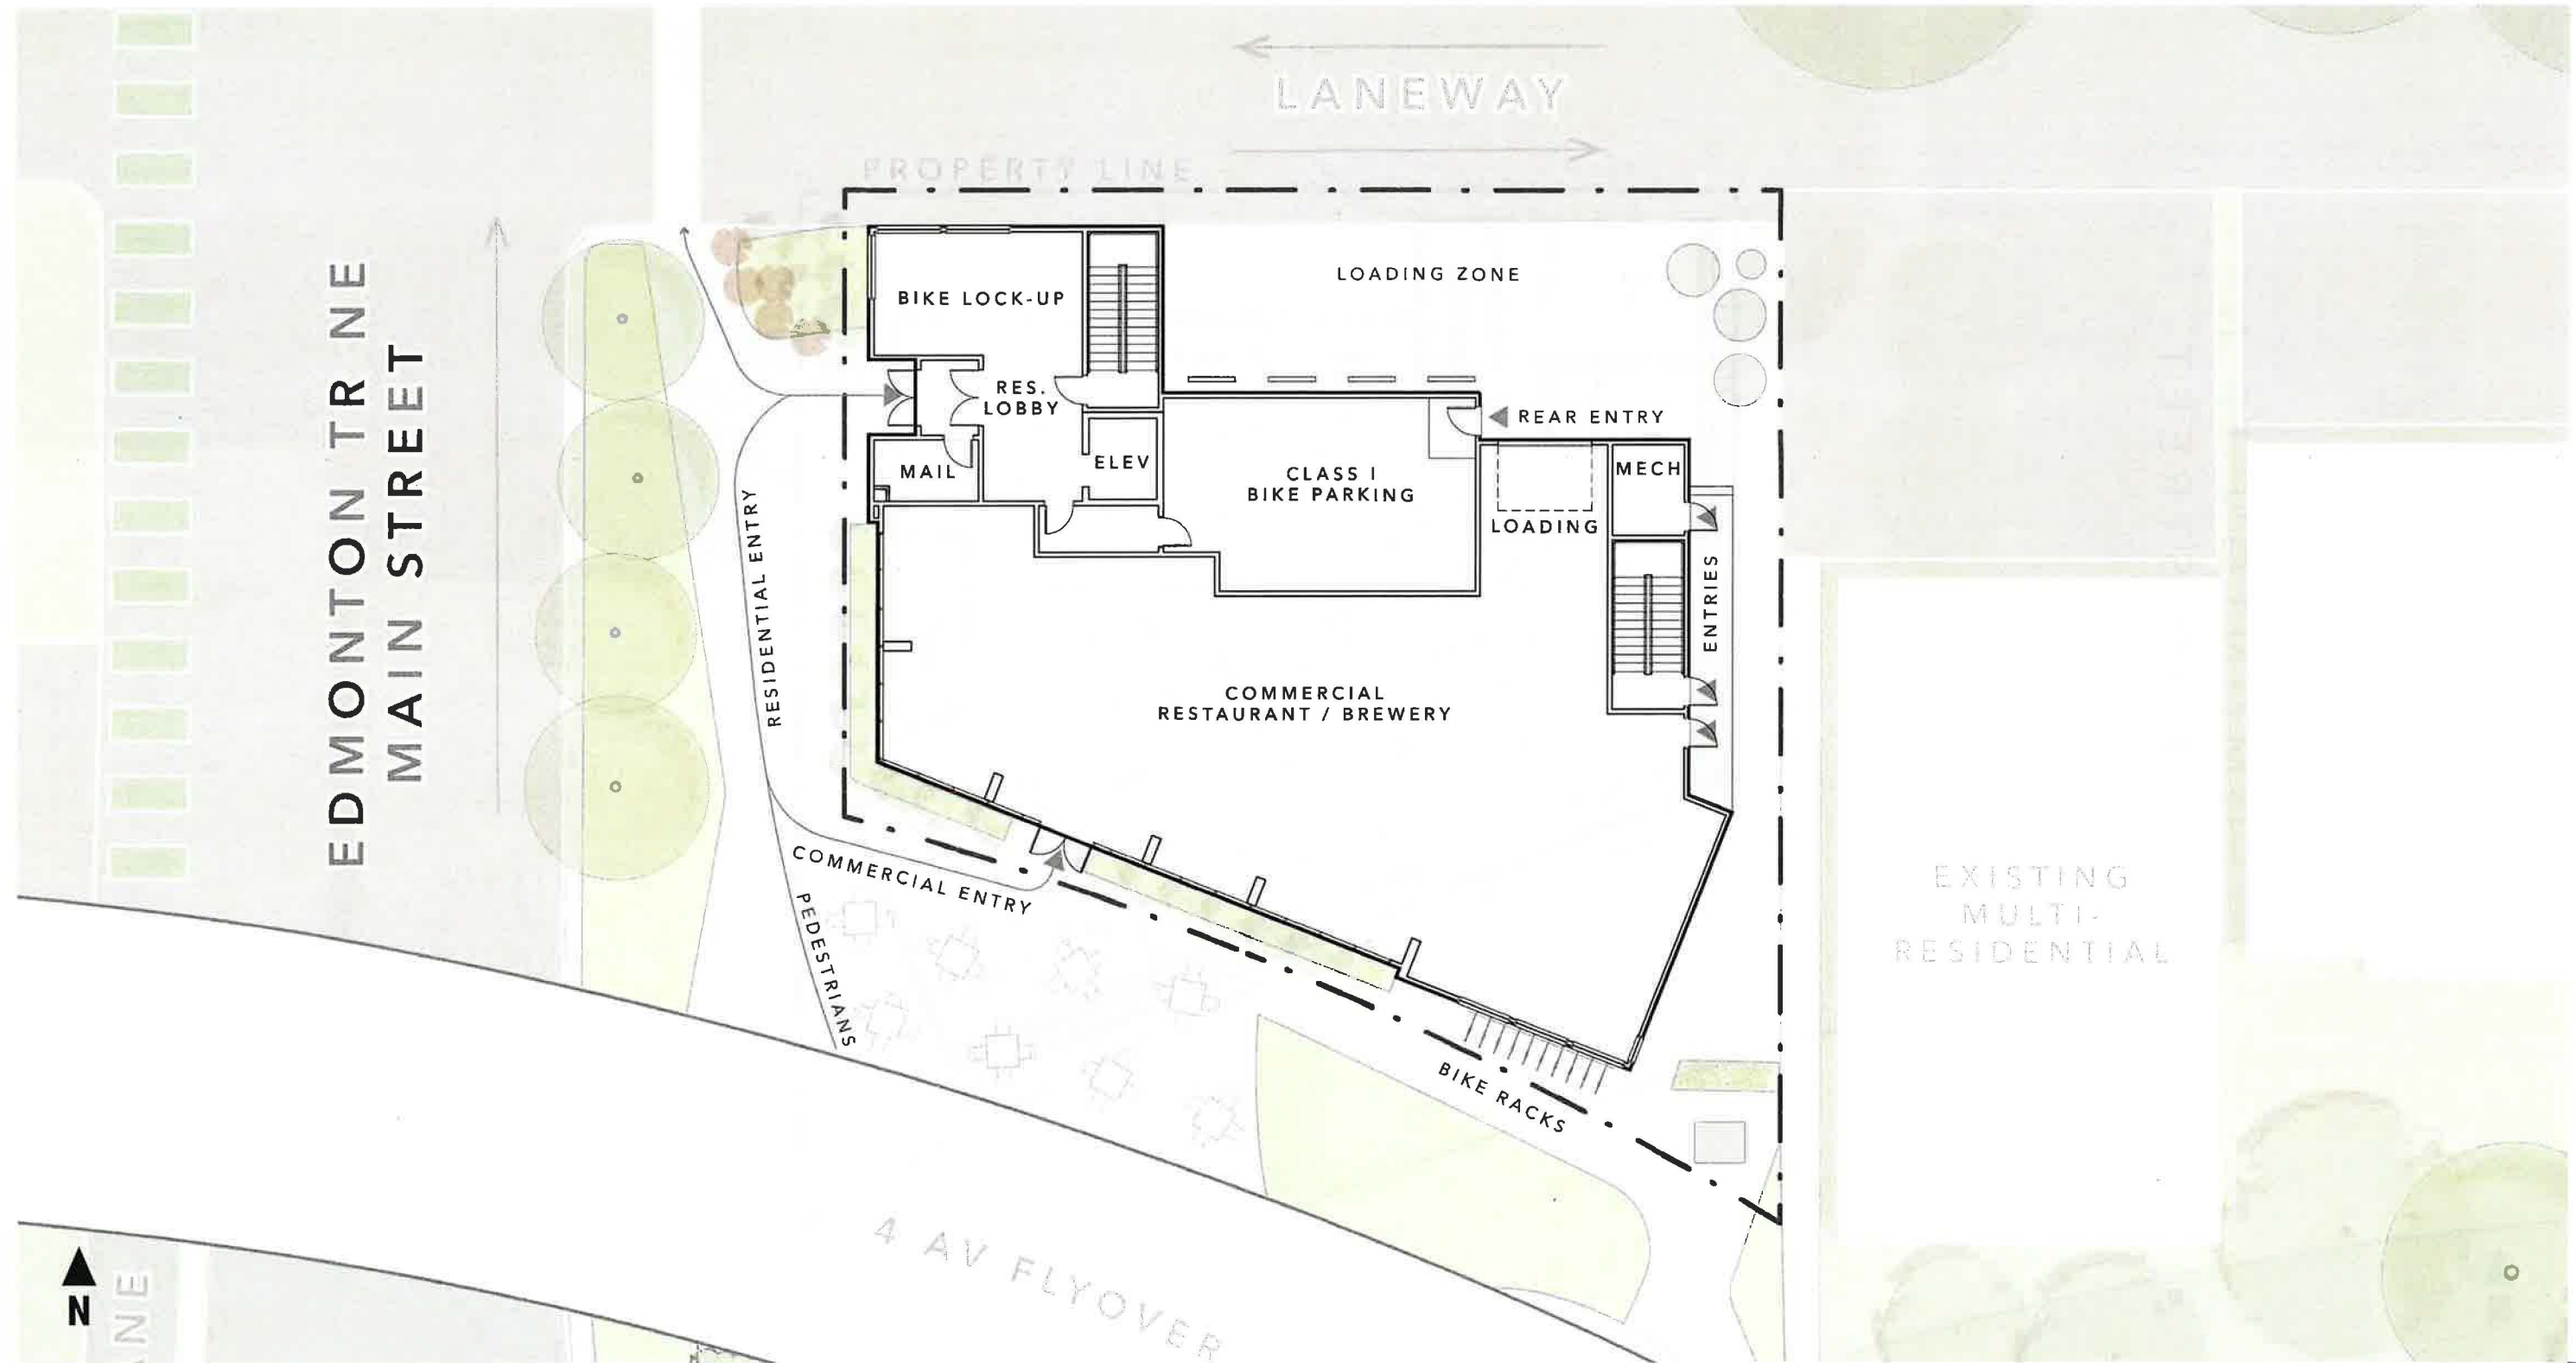 LANEWAY
PROPERTY LINE
EDMONTON TR NE
MAIN STREET
BIKE LOCK-UP
LOADING ZONE
RES.
LOBBY
REAR ENTRY
MAIL
ELEV
CLASS I
BIKE PARKING
MECH
LOADING
RESIDENTIAL ENTRY
ENTRIES
COMMERCIAL
RESTAURANT / BREWERY
COMMERCIAL ENTRY
PEDESTRIANS
EXISTING
MULTI-
RESIDENTIAL
BIKE RACKS
4 AV FLYOVER
N